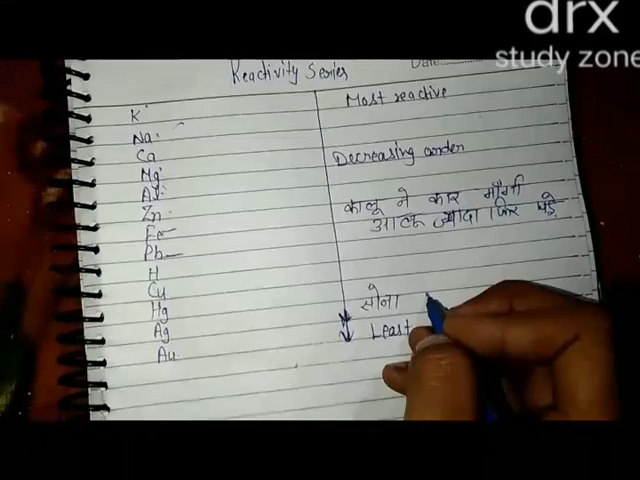 drx
study zone
Reactivity Series
Date
K
Most reactive
Na
Ca
Decreasing order
Mg
Al
Zn
कालू ने कार माँगी
Fe
आलू ज्यादा फिर पड़े
Pb
H
Cu
सोना
Hg
Ag
Least
Au